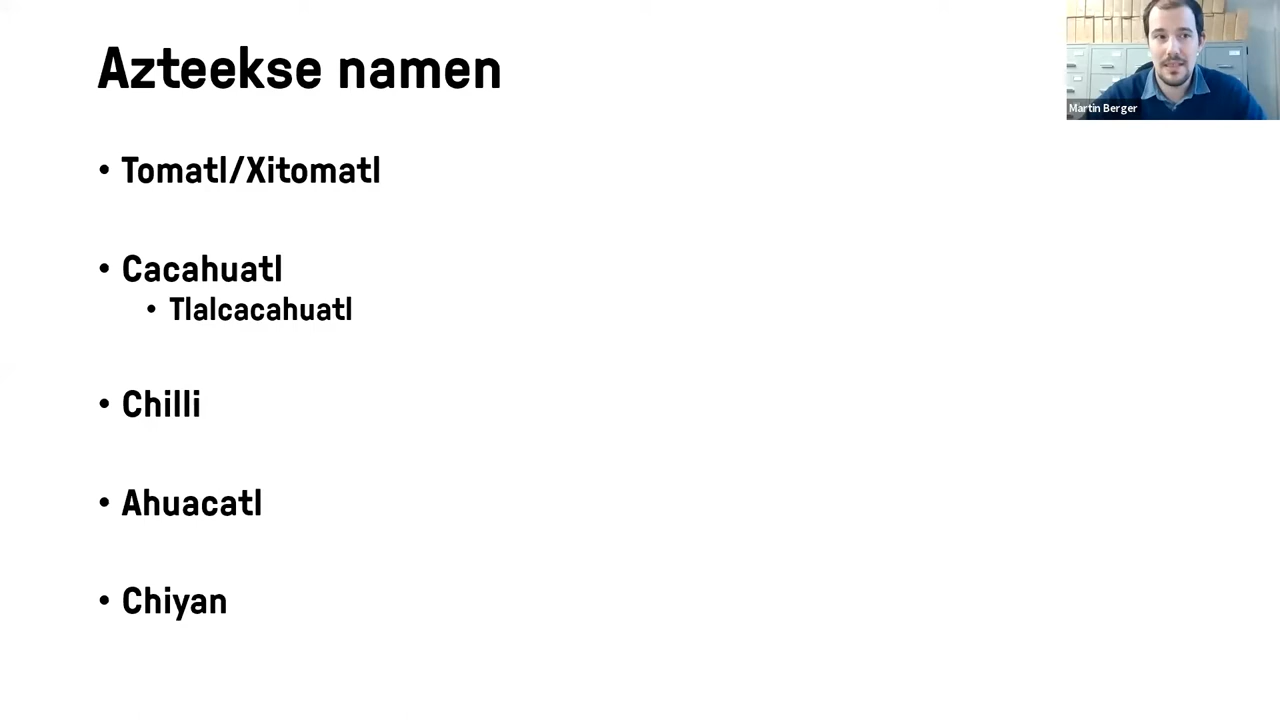 Azteekse namen
Martin Berger
• Tomatl/Xitomatl
• Cacahuatl
• Tlalcacahuatl
• Chilli
• Ahuacatl
• Chiyan